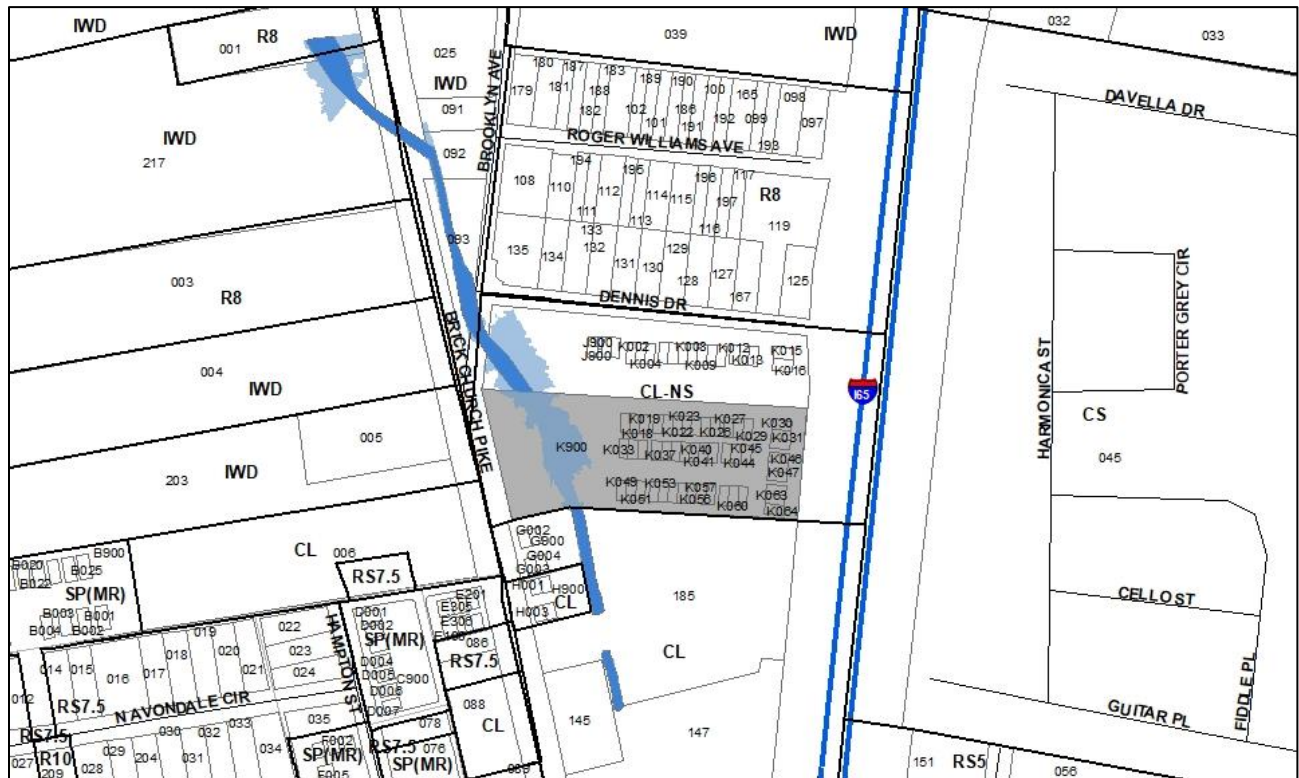 IWD
R8
001
025
039
IWD
032
033
IWD
091
092
BROOKLYN AVE
179
180
181
187
182
188
183
102
189
101
190
186
191
100
192
165
099
193
098
097
ROGER WILLIAMS AVE
DAVELLA DR
IWD
217
108
194
110
111
112
195
113
114
115
196
116
197
117
R8
119
093
135
134
133
132
131
130
129
128
127
167
125
003
R8
DENNIS DR
BRICK CHURCH PIKE
J900
J800
K002
K004
K008
K009
K012
K013
K015
K016
CL-NS
165
HARMONICA ST
PORTER GREY CIR
CS
045
004
IWD
005
203
IWD
K900
K019
K018
K023
K022
K027
K026
K029
K030
K031
K033
K037
K040
K041
K045
K044
K046
K047
K049
K051
K053
K057
K056
K060
K063
K064
G002
G900
G004
G003
H001
H900
H003
CL
CL
006
RS7.5
B900
B020
B022
B025
SP(MR)
B003
B001
B004
B002
E201
E305
E306
086
RS7.5
D001
D002
SP(MR)
D004
D005
C900
D006
D007
HAMPTON ST
022
023
024
014
015
016
017
018
019
020
021
012
RS7.5
N AVONDALE CIR
185
CL
145
147
088
CL
078
RS7.5
076
SP(MR)
089
035
F002
SP(MR)
F005
RS7.5
R10
027
209
028
029
204
030
031
032
033
034
CELLO ST
GUITAR PL
FIDDLE PL
151
RS5
056